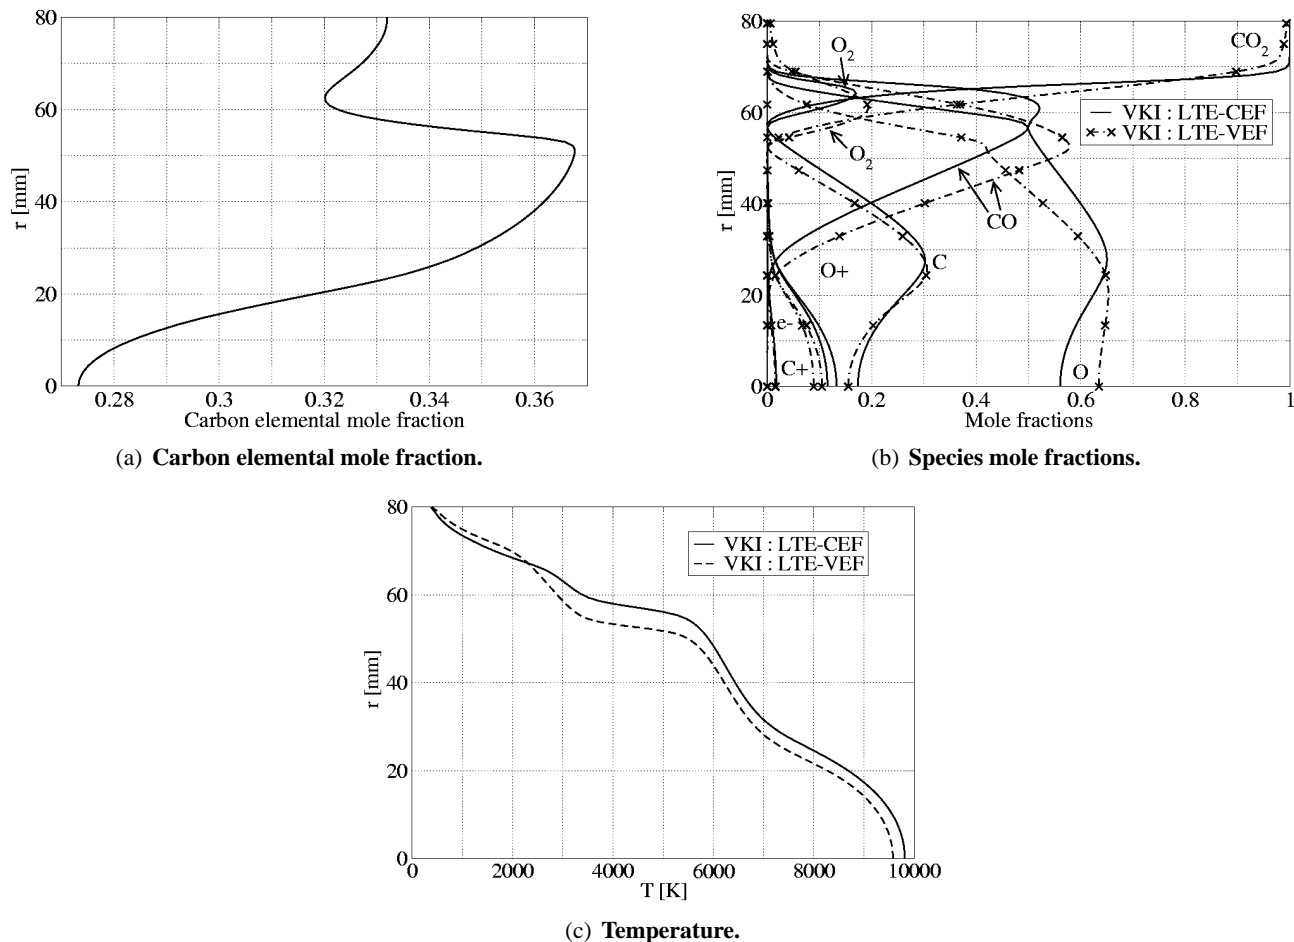 80
60
40
20
0
r [mm]
0.28 0.3 0.32 0.34 0.36
Carbon elemental mole fraction
(a) Carbon elemental mole fraction.
80
60
40
20
0
r [mm]
O2
CO2
VKI : LTE-CEF
VKI : LTE-VEF
O2
CO
O+
C
e-
C+
O
0 0.2 0.4 0.6 0.8 1
Mole fractions
(b) Species mole fractions.
80
60
40
20
0
r [mm]
VKI : LTE-CEF
VKI : LTE-VEF
0 2000 4000 6000 8000 10000
T [K]
(c) Temperature.